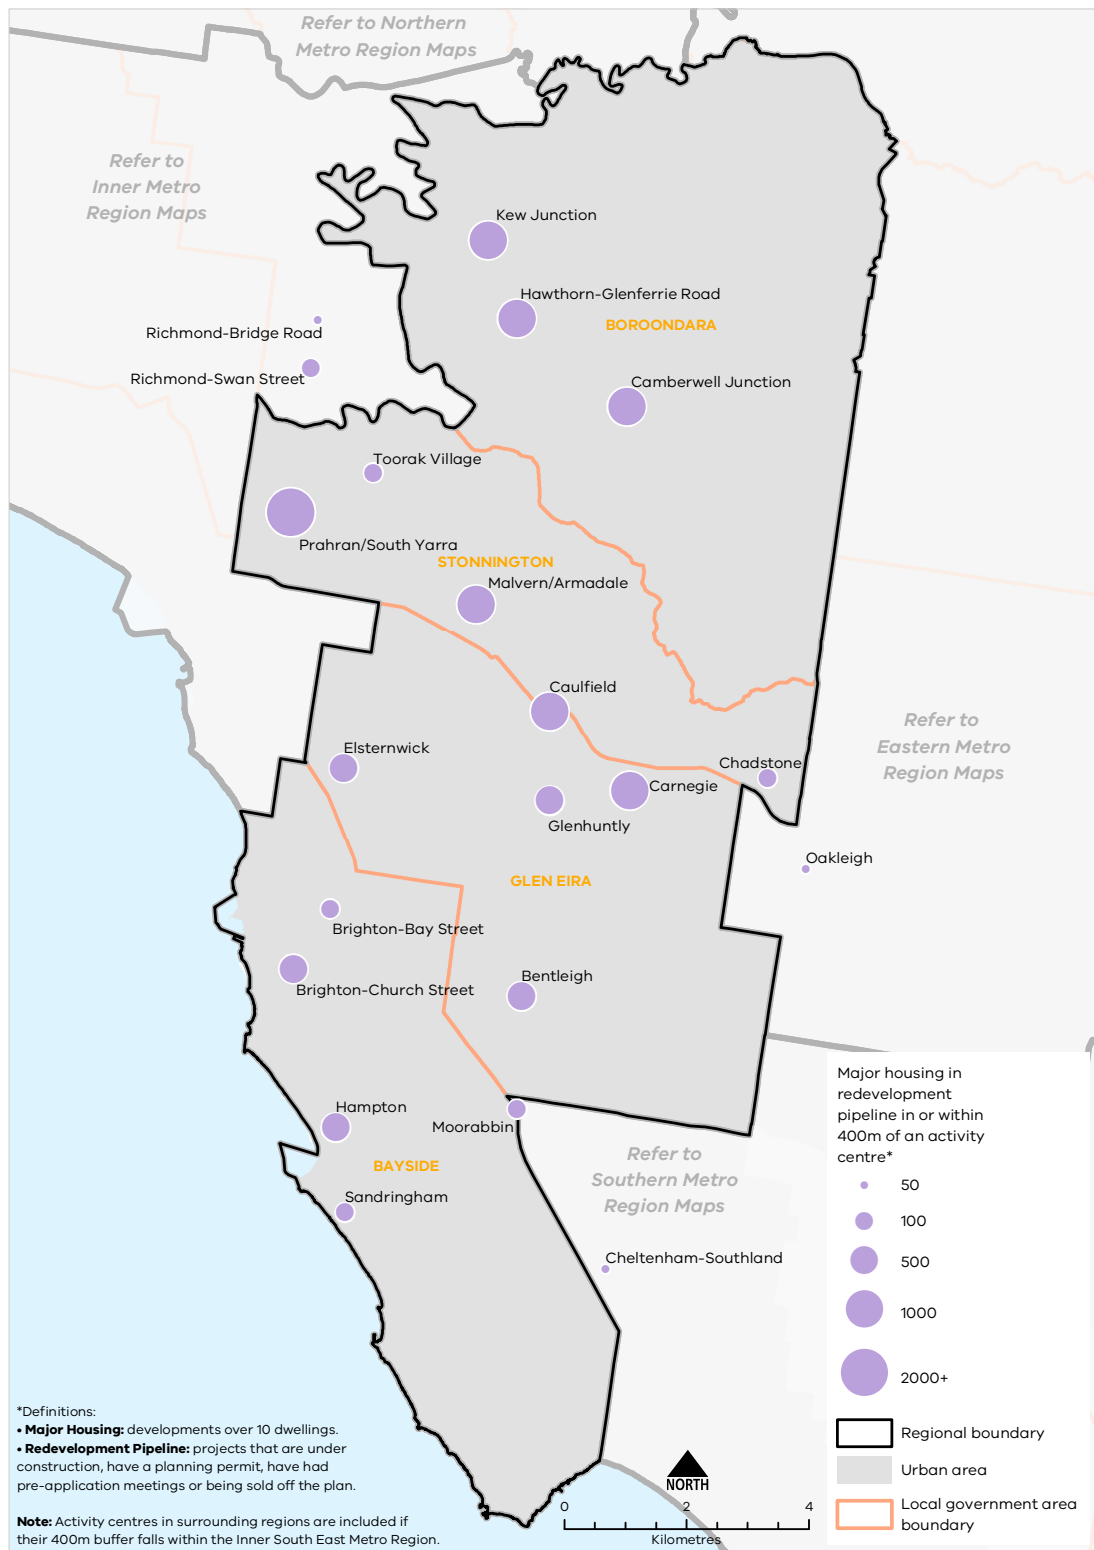 Refer to Northern
Metro Region Maps
Refer to
Inner Metro
Region Maps
Kew Junction
Hawthorn-Glenferrie Road
BOROONDARA
Richmond-Bridge Road
Richmond-Swan Street
Camberwell Junction
Toorak Village
Prahran/South Yarra
STONNINGTON
Malvern/Armadale
Caulfield
Refer to
Eastern Metro
Region Maps
Elsternwick
Chadstone
Carnegie
Glenhuntly
Oakleigh
GLEN EIRA
Brighton-Bay Street
Bentleigh
Brighton-Church Street
Hampton
Moorabbin
BAYSIDE
Refer to
Southern Metro
Region Maps
Sandringham
Cheltenham-Southland
Major housing in
redevelopment
pipeline in or within
400m of an activity
centre*
50
100
500
1000
2000+
Regional boundary
Urban area
Local government area
boundary
*Definitions:
• Major Housing: developments over 10 dwellings.
• Redevelopment Pipeline: projects that are under
construction, have a planning permit, have had
pre-application meetings or being sold off the plan.
Note: Activity centres in surrounding regions are included if
their 400m buffer falls within the Inner South East Metro Region.
NORTH
0 2 4
Kilometres